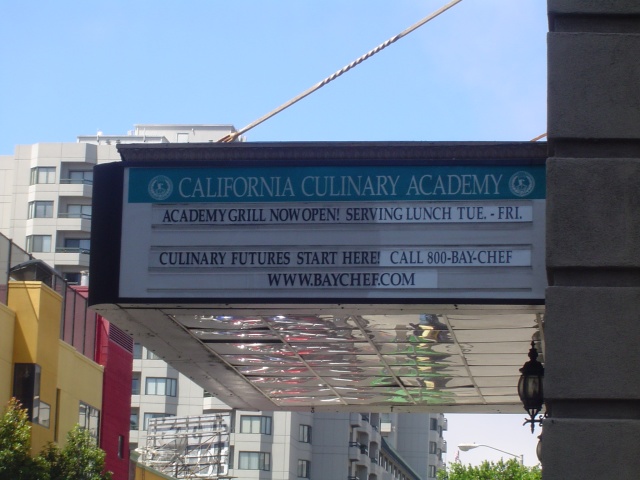 CALIFORNIA CULINARY ACADEMY
ACADEMY GRILL NOW OPEN! SERVING LUNCH TUE. - FRI.
CULINARY FUTURES START HERE! CALL 800-BAY-CHEF
WWW.BAYCHEF.COM